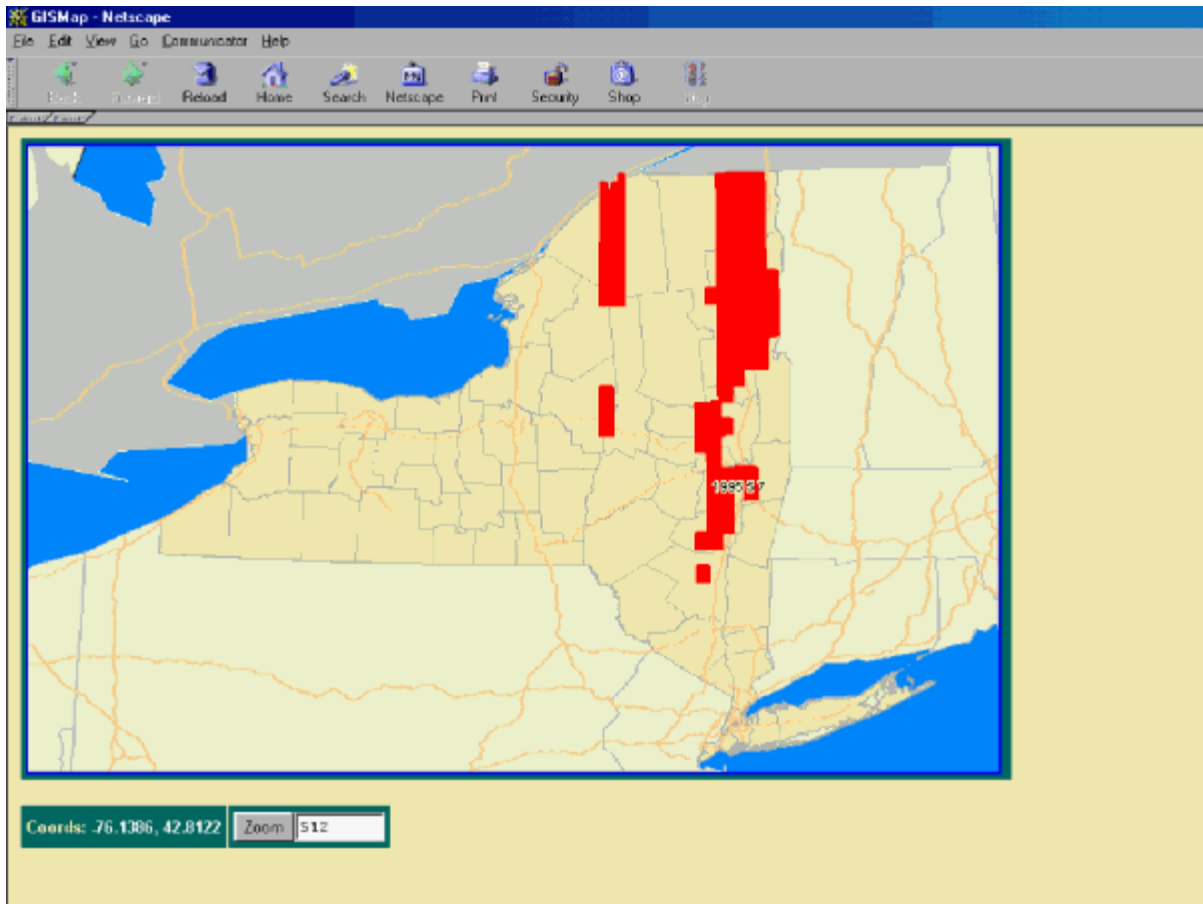 GISMap - Netscape
File Edit View Go Communicator Help
Reload Home Search Netscape Print Security Shop
Coords: -76.1386, 42.8122 Zoom 512